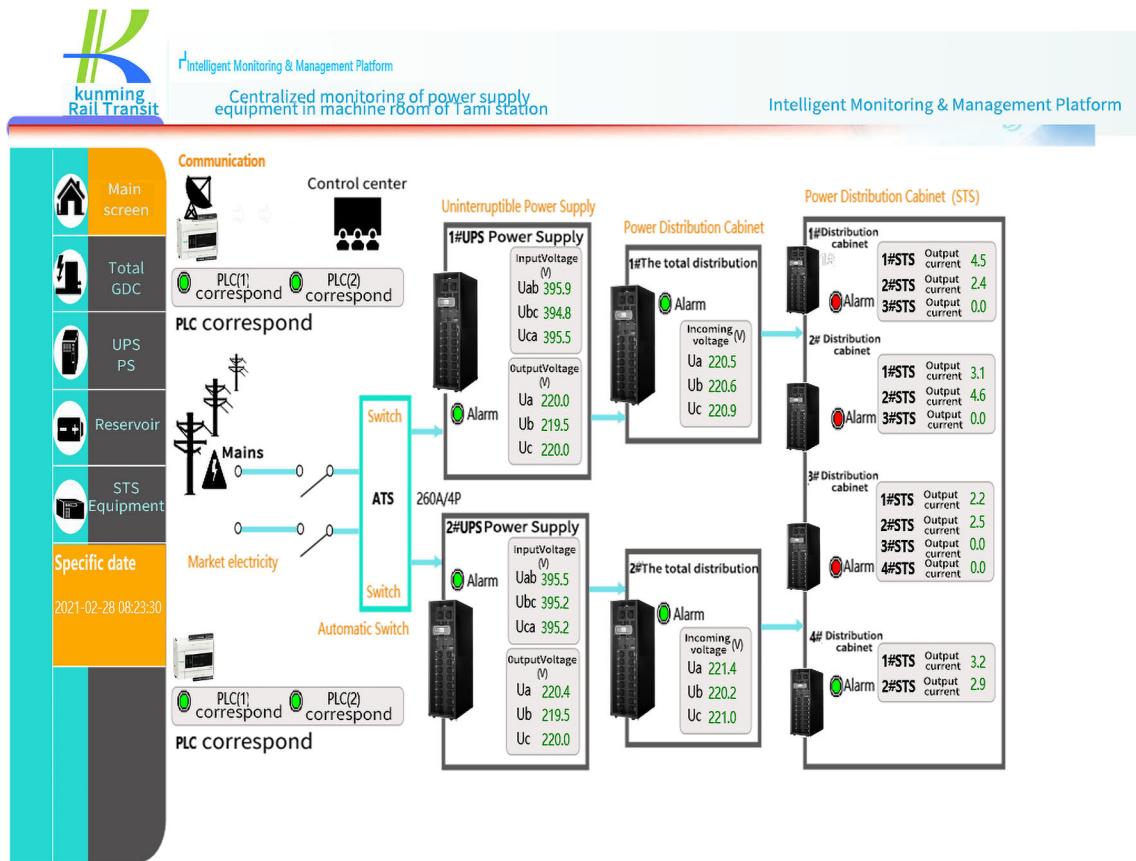 kunming
Rail Transit
Intelligent Monitoring & Management Platform
Centralized monitoring of power supply
equipment in machine room of Tami station
Intelligent Monitoring & Management Platform
Main
screen
Total
GDC
UPS
PS
Reservoir
STS
Equipment
Specific date
2021-02-28 08:23:30
Communication
Control center
PLC(1)
correspond
PLC(2)
correspond
PLC correspond
Mains
Market electricity
Switch
ATS
Switch
260A/4P
Automatic Switch
PLC(1)
correspond
PLC(2)
correspond
PLC correspond
Uninterruptible Power Supply
1#UPS Power Supply
InputVoltage
(V)
Uab 395.9
Ubc 394.8
Uca 395.5
OutputVoltage
(V)
Ua 220.0
Ub 219.5
Uc 220.0
Alarm
2#UPS Power Supply
InputVoltage
(V)
Uab 395.5
Ubc 395.2
Uca 395.2
Alarm
OutputVoltage
(V)
Ua 220.4
Ub 219.5
Uc 220.0
Power Distribution Cabinet
1#The total distribution
Alarm
Incoming
voltage (V)
Ua 220.5
Ub 220.6
Uc 220.9
2#The total distribution
Alarm
Incoming
voltage (V)
Ua 221.4
Ub 220.2
Uc 221.0
Power Distribution Cabinet (STS)
1#Distribution
cabinet
1#
Alarm
1#STS Output current 4.5
2#STS Output current 2.4
3#STS Output current 0.0
2# Distribution
cabinet
Alarm
1#STS Output current 3.1
2#STS Output current 4.6
3#STS Output current 0.0
3# Distribution
cabinet
Alarm
1#STS Output current 2.2
2#STS Output current 2.5
3#STS Output current 0.0
4#STS Output current 0.0
4# Distribution
cabinet
Alarm
1#STS Output current 3.2
2#STS Output current 2.9